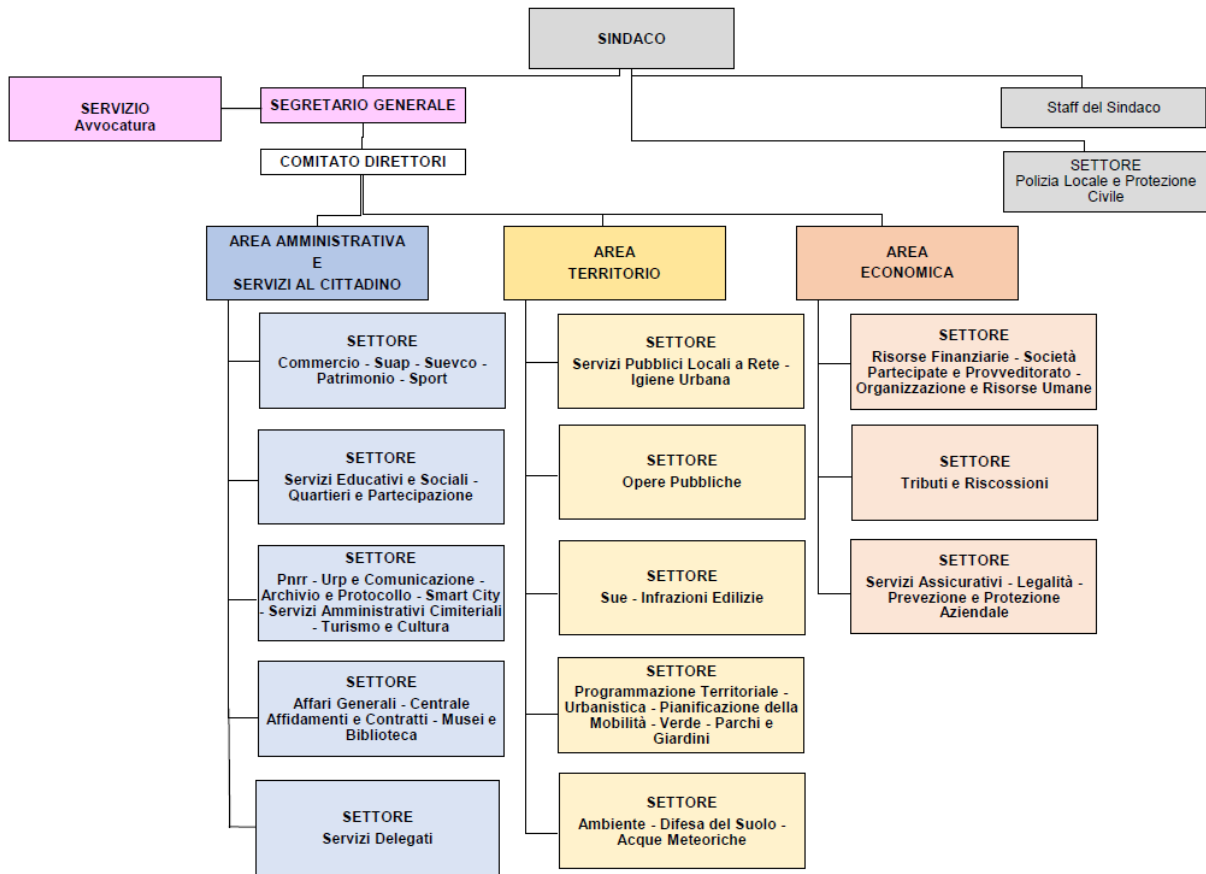 SINDACO
SERVIZIO
Avvocatura
SEGRETARIO GENERALE
Staff del Sindaco
COMITATO DIRETTORI
SETTORE
Polizia Locale e Protezione
Civile
AREA AMMINISTRATIVA
E
SERVIZI AL CITTADINO
AREA
TERRITORIO
AREA
ECONOMICA
SETTORE
Commercio - Suap - Suevco -
Patrimonio - Sport
SETTORE
Servizi Educativi e Sociali -
Quartieri e Partecipazione
SETTORE
Pnrr - Urp e Comunicazione -
Archivio e Protocollo - Smart City
- Servizi Amministrativi Cimiteriali
- Turismo e Cultura
SETTORE
Affari Generali - Centrale
Affidamenti e Contratti - Musei e
Biblioteca
SETTORE
Servizi Delegati
SETTORE
Servizi Pubblici Locali a Rete -
Igiene Urbana
SETTORE
Opere Pubbliche
SETTORE
Sue - Infrazioni Edilizie
SETTORE
Programmazione Territoriale -
Urbanistica - Pianificazione della
Mobilità - Verde - Parchi e
Giardini
SETTORE
Ambiente - Difesa del Suolo -
Acque Meteoriche
SETTORE
Risorse Finanziarie - Società
Partecipate e Provveditorato -
Organizzazione e Risorse Umane
SETTORE
Tributi e Riscossioni
SETTORE
Servizi Assicurativi - Legalità -
Prevezione e Protezione
Aziendale